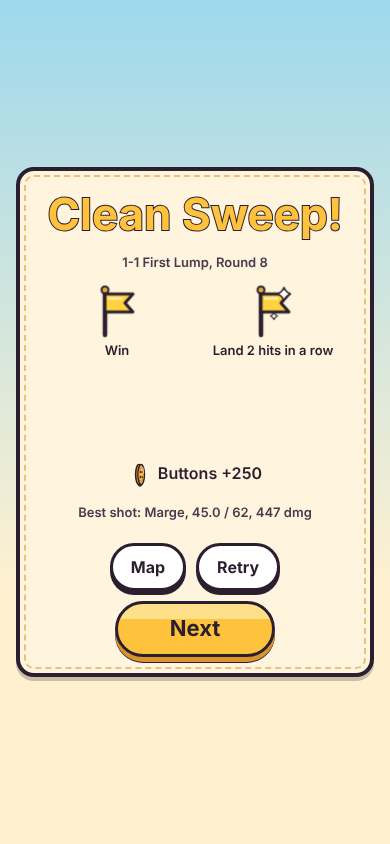 Clean Sweep!
1-1 First Lump, Round 8
Win
Land 2 hits in a row
Buttons +250
Best shot: Marge, 45.0 / 62, 447 dmg
Map
Retry
Next